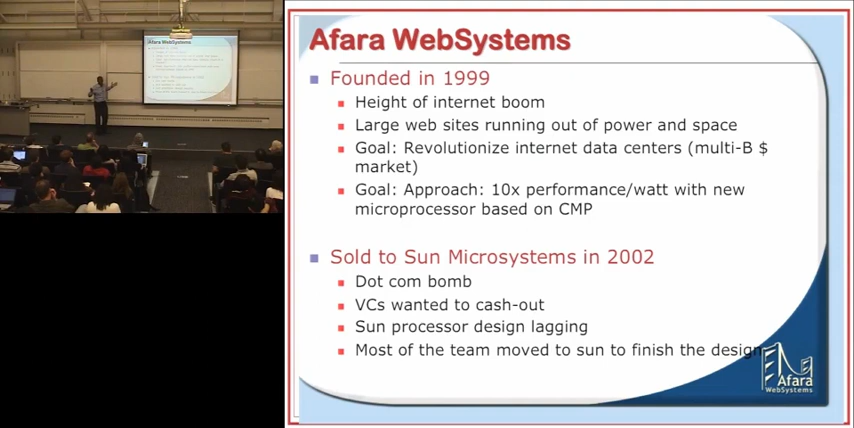 Afara WebSystems
Founded in 1999
Height of internet boom
Large web sites running out of power and space
Goal: Revolutionize internet data centers (multi-B $
market)
Goal: Approach: 10x performance/watt with new
microprocessor based on CMP
Sold to Sun Microsystems in 2002
Dot com bomb
VCs wanted to cash-out
Sun processor design lagging
Most of the team moved to sun to finish the design
Afara
WebSystems
Afara WebSystems